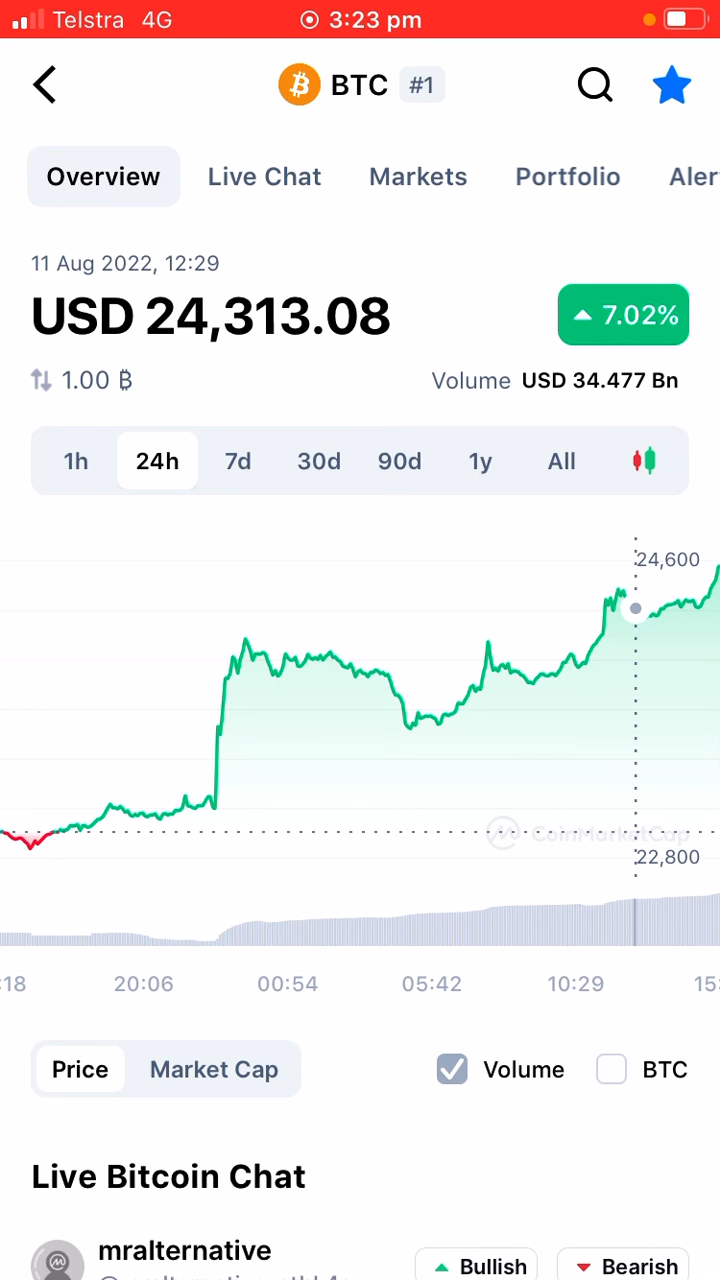 Telstra 4G 3:23 pm
BTC #1
Overview Live Chat Markets Portfolio Aler
11 Aug 2022, 12:29
USD 24,313.08 7.02%
1.00 ₿ Volume USD 34.477 Bn
1h 24h 7d 30d 90d 1y All
24,600
CoinMarketCap
22,800
:18 20:06 00:54 05:42 10:29 15:
Price Market Cap Volume BTC
Live Bitcoin Chat
mralternative
Bullish Bearish